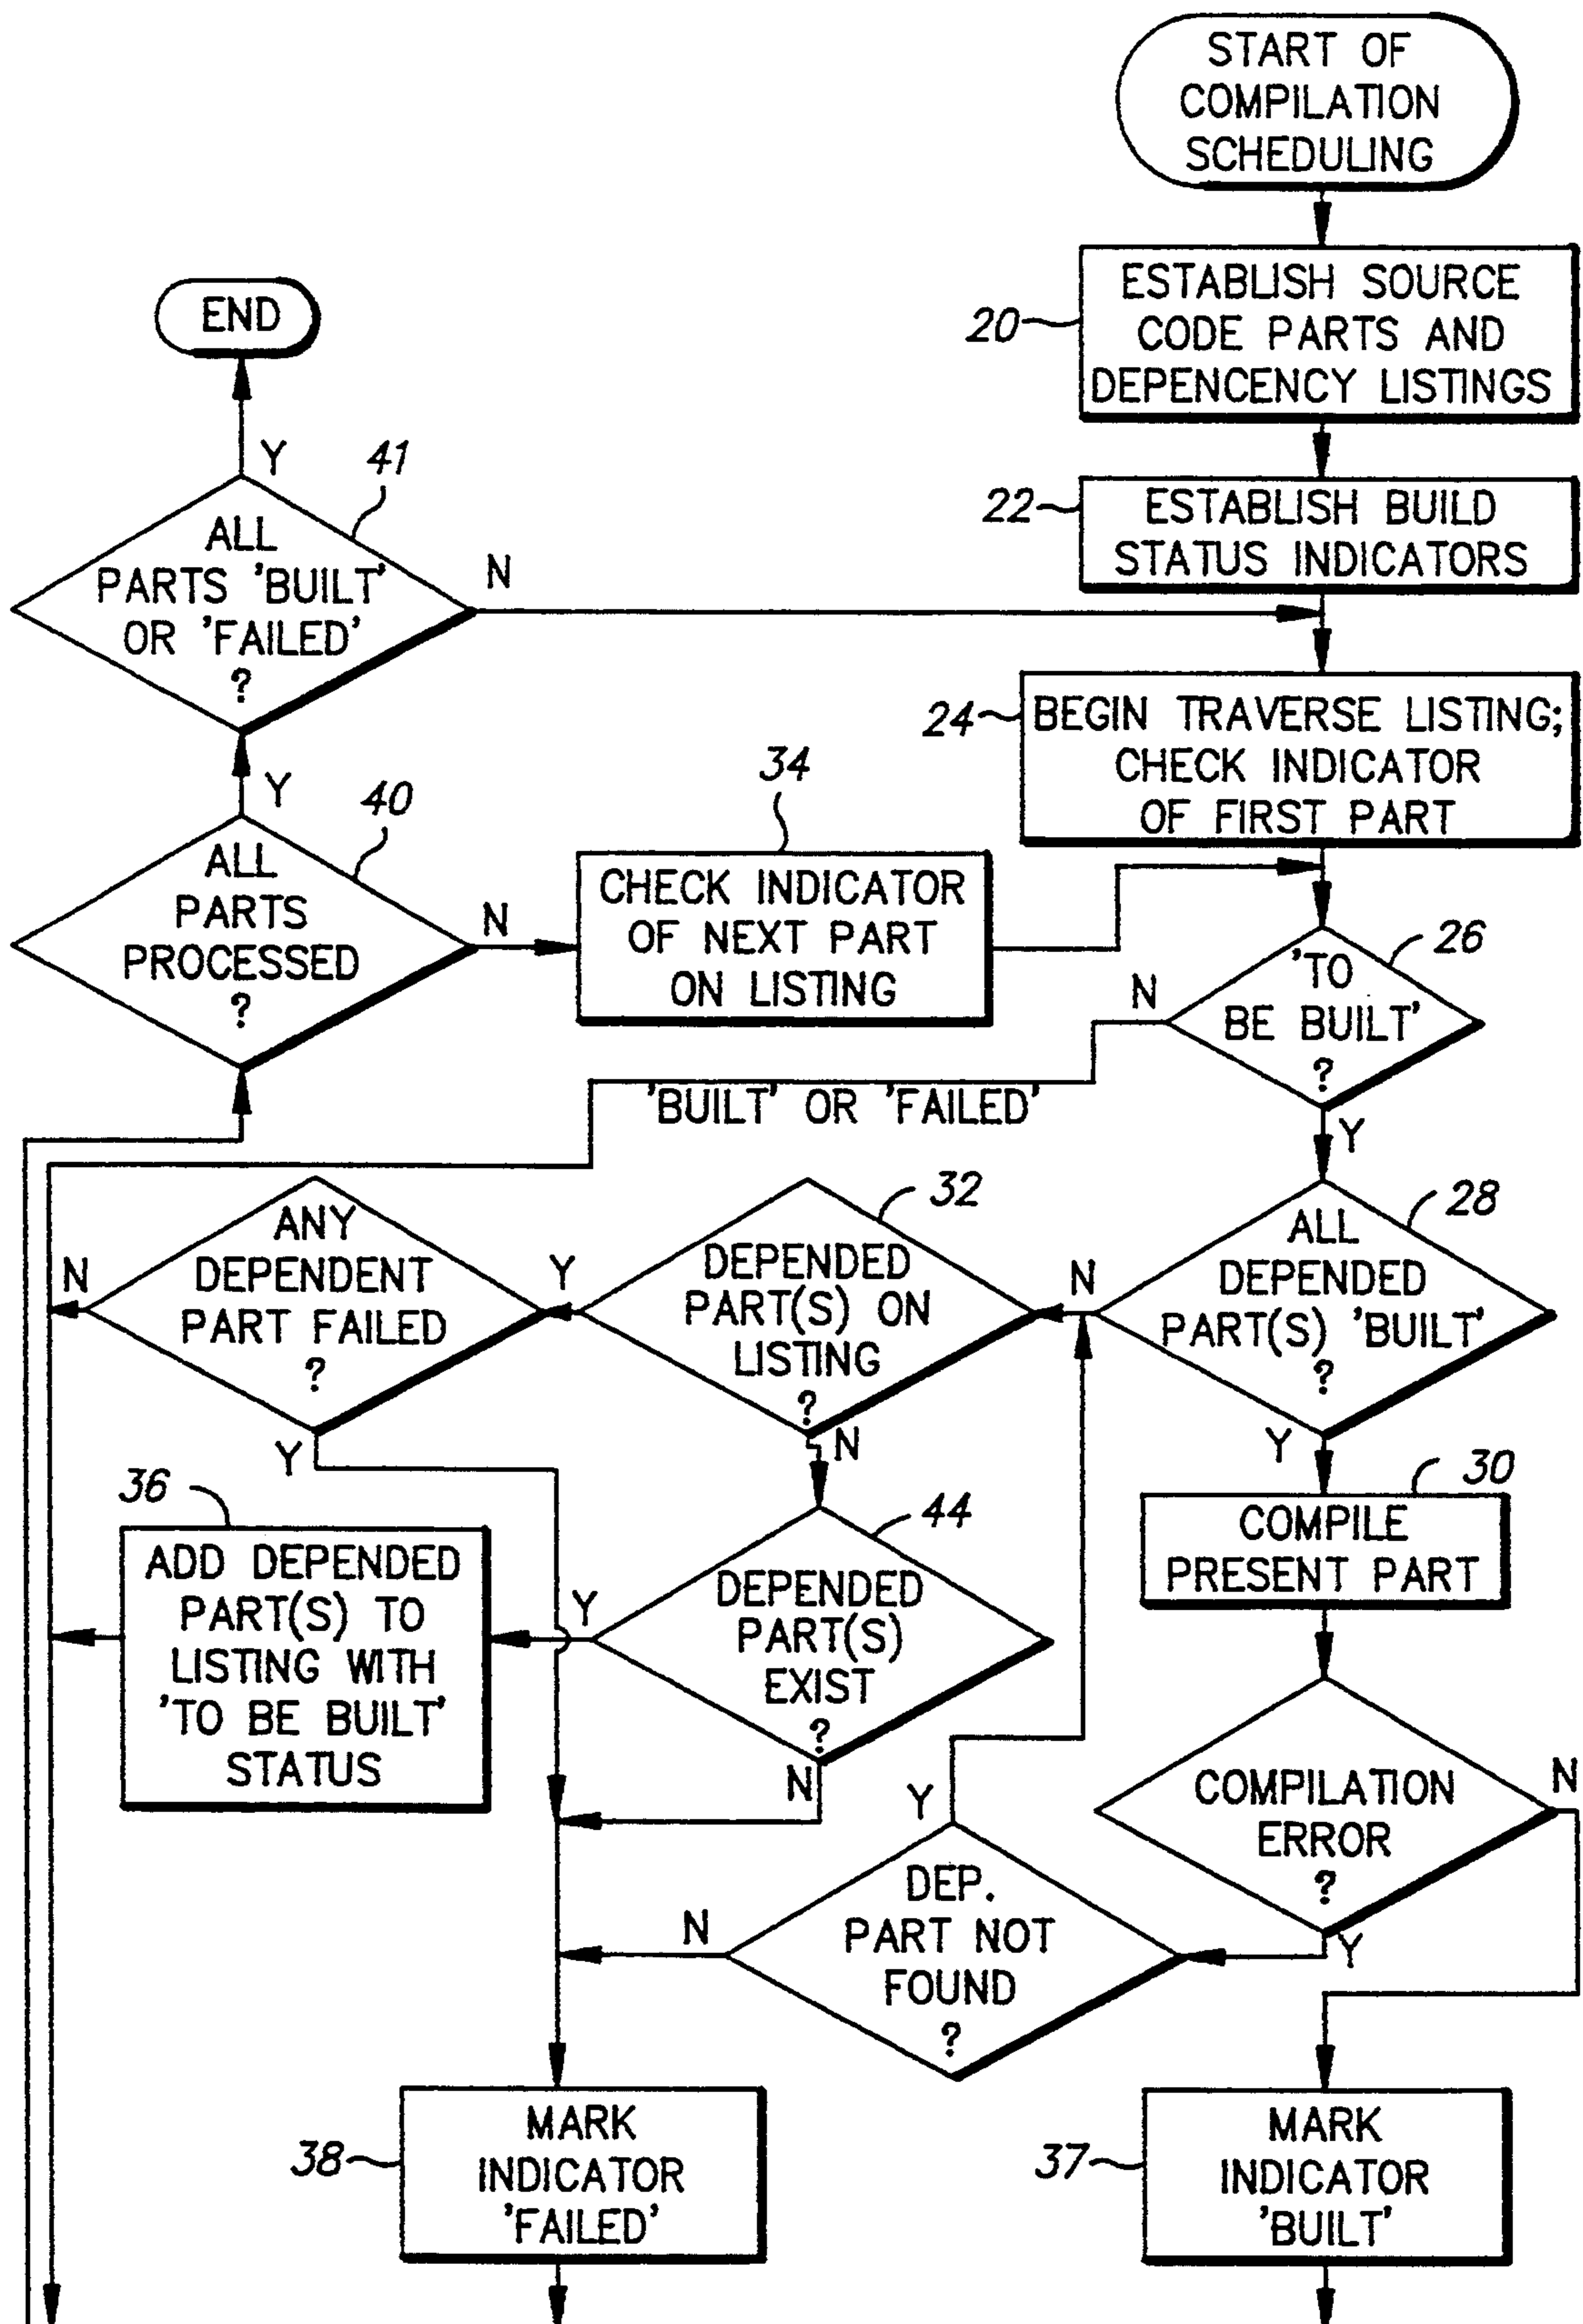 START OF
COMPILATION
SCHEDULING
20
ESTABLISH SOURCE
CODE PARTS AND
DEPENCENCY LISTINGS
22
ESTABLISH BUILD
STATUS INDICATORS
END
Y
41
ALL
PARTS 'BUILT'
OR 'FAILED'
?
N
24
BEGIN TRAVERSE LISTING;
CHECK INDICATOR
OF FIRST PART
Y
40
ALL
PARTS
PROCESSED
?
N
34
CHECK INDICATOR
OF NEXT PART
ON LISTING
26
'TO
BE BUILT'
?
N
'BUILT' OR 'FAILED'
Y
28
ALL
DEPENDED
PART(S) 'BUILT'
?
N
Y
32
DEPENDED
PART(S) ON
LISTING
?
Y
N
ANY
DEPENDENT
PART FAILED
?
N
Y
30
COMPILE
PRESENT PART
36
ADD DEPENDED
PART(S) TO
LISTING WITH
'TO BE BUILT'
STATUS
44
DEPENDED
PART(S)
EXIST
?
Y
N
COMPILATION
ERROR
?
N
Y
DEP.
PART NOT
FOUND
?
Y
N
38
MARK
INDICATOR
'FAILED'
37
MARK
INDICATOR
'BUILT'